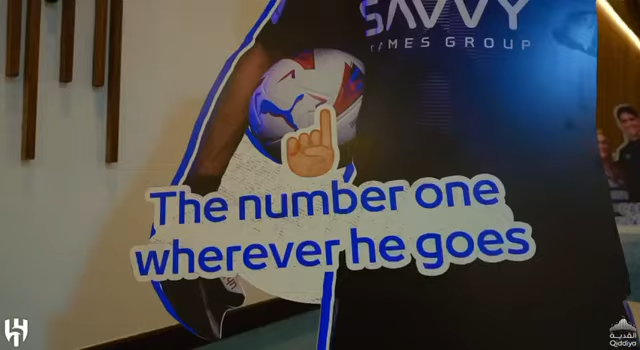 SAVVY
GAMES GROUP
The number one
wherever he goes
القدية
Qiddiya